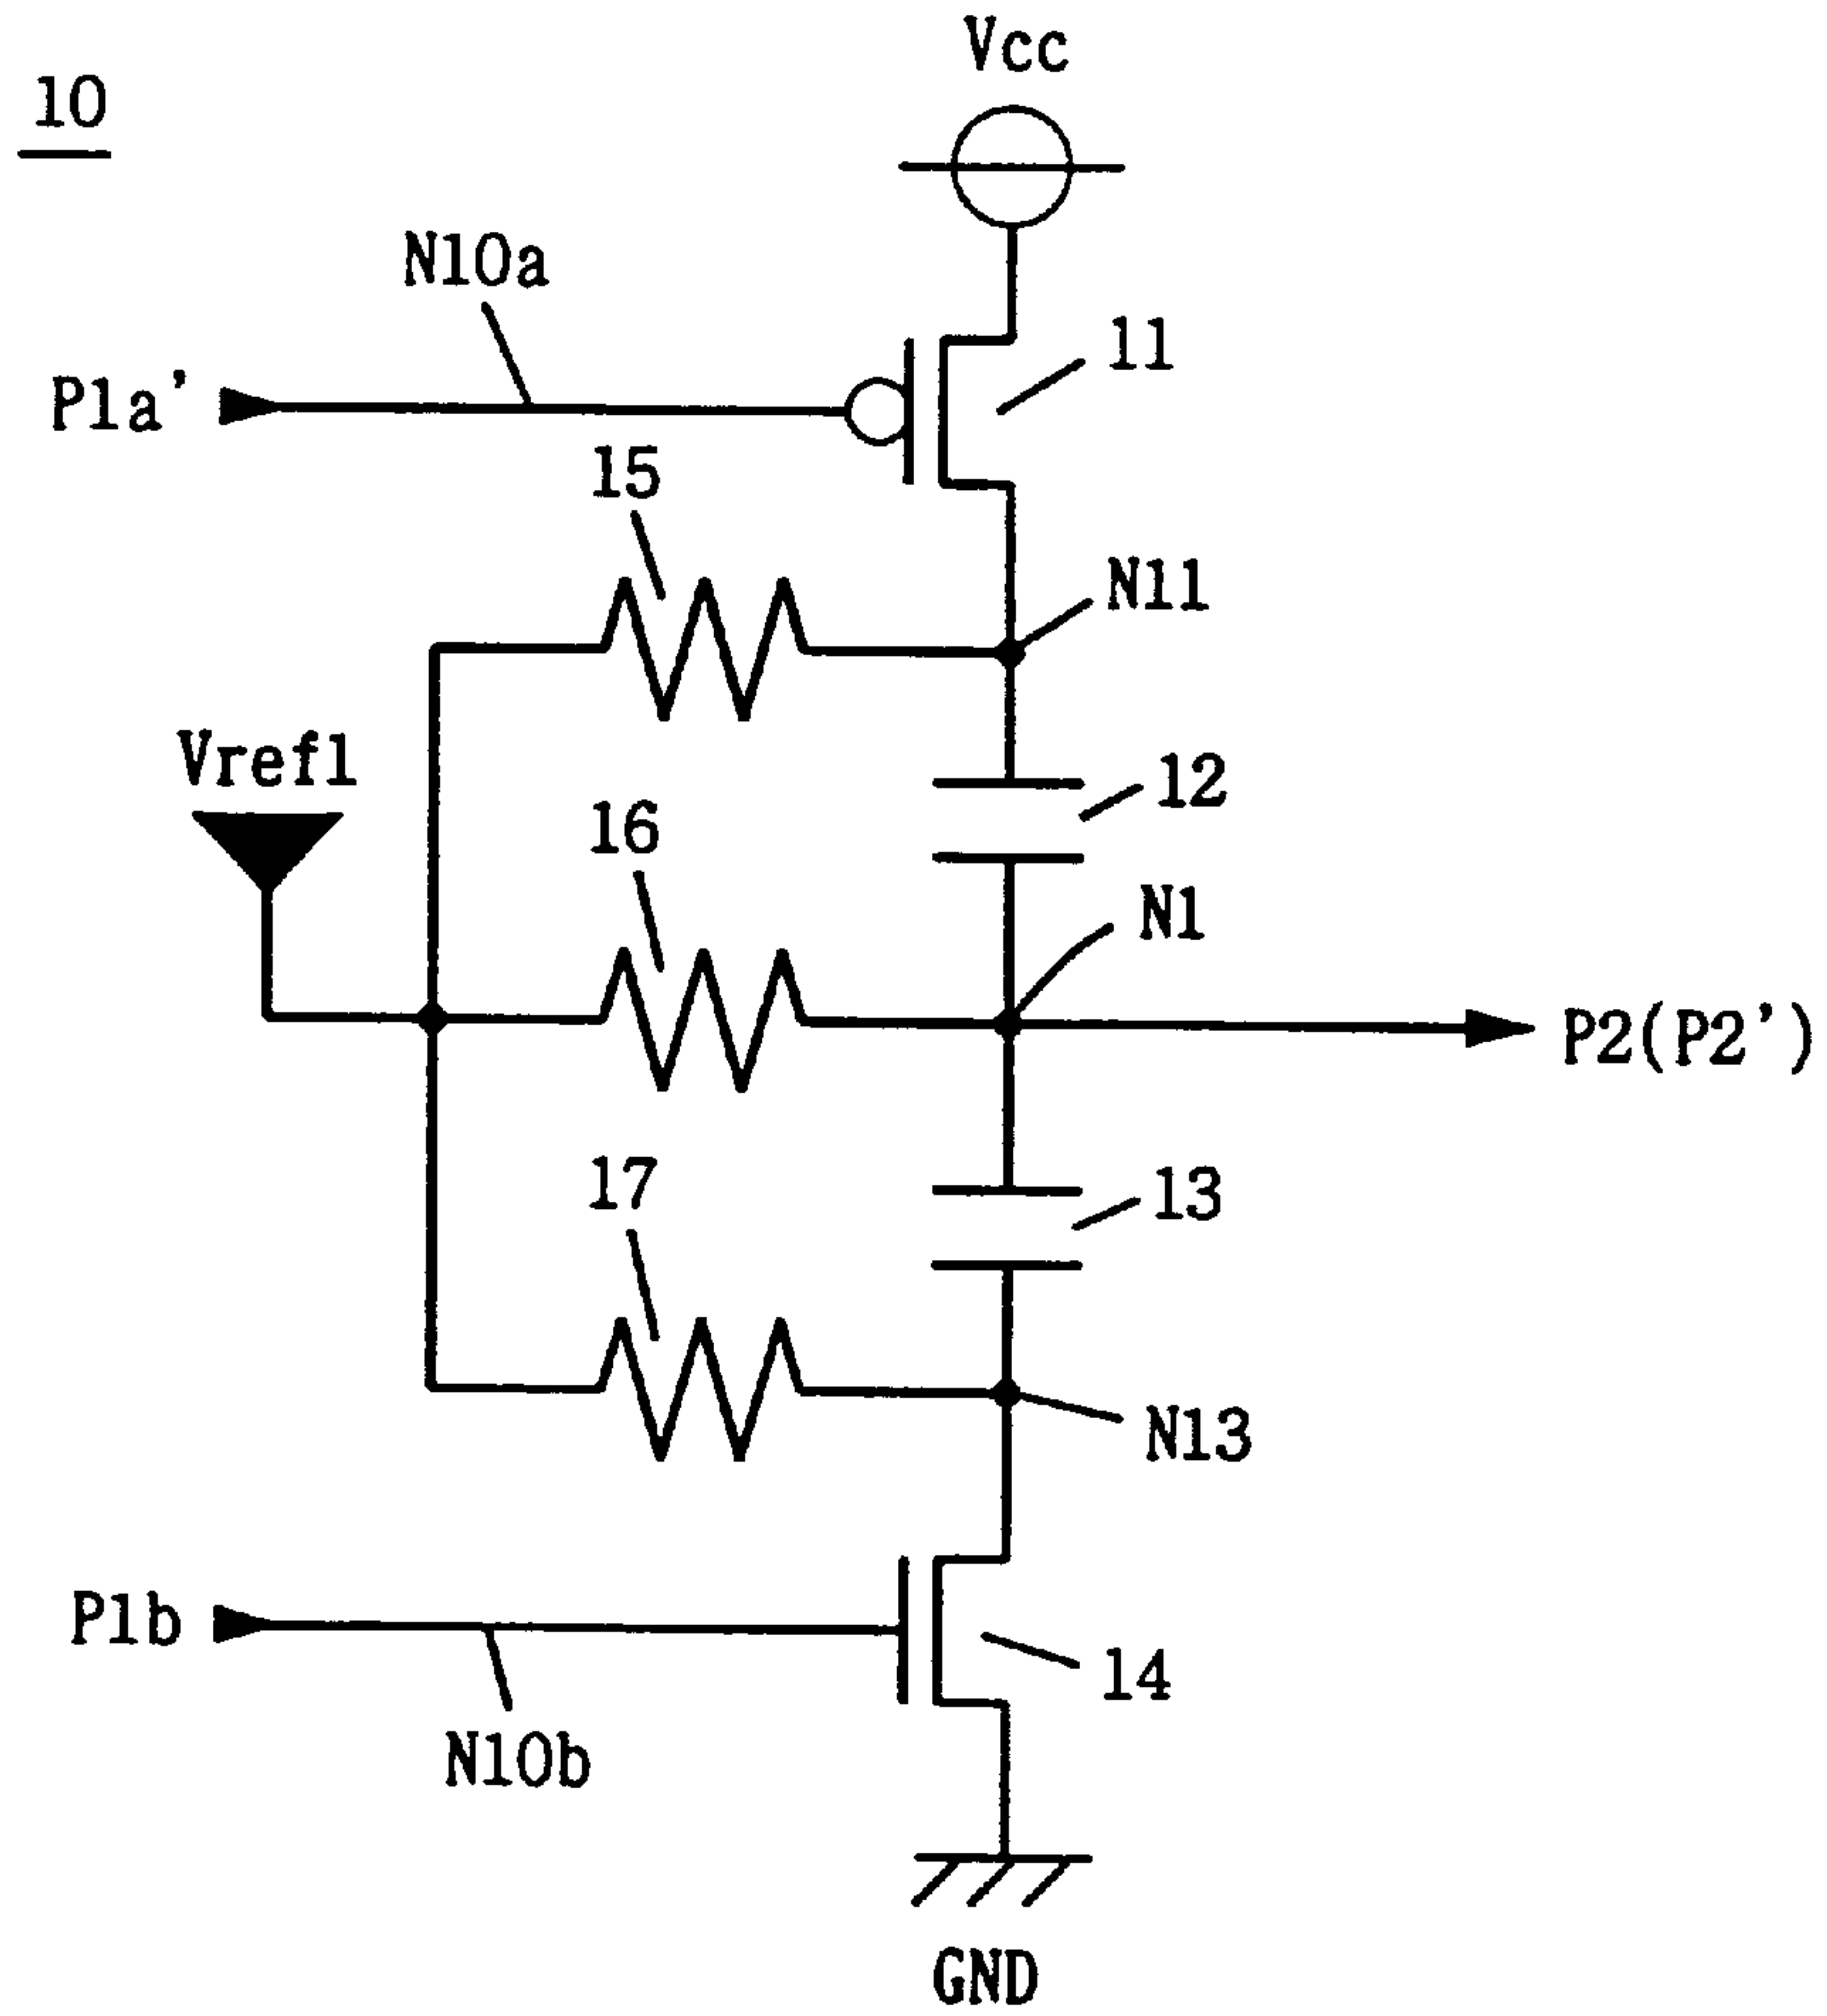 Vcc
10
N10a
11
P1a'
15
N11
Vref1
12
16
N1
P2(P2')
17
13
N13
P1b
14
N10b
GND